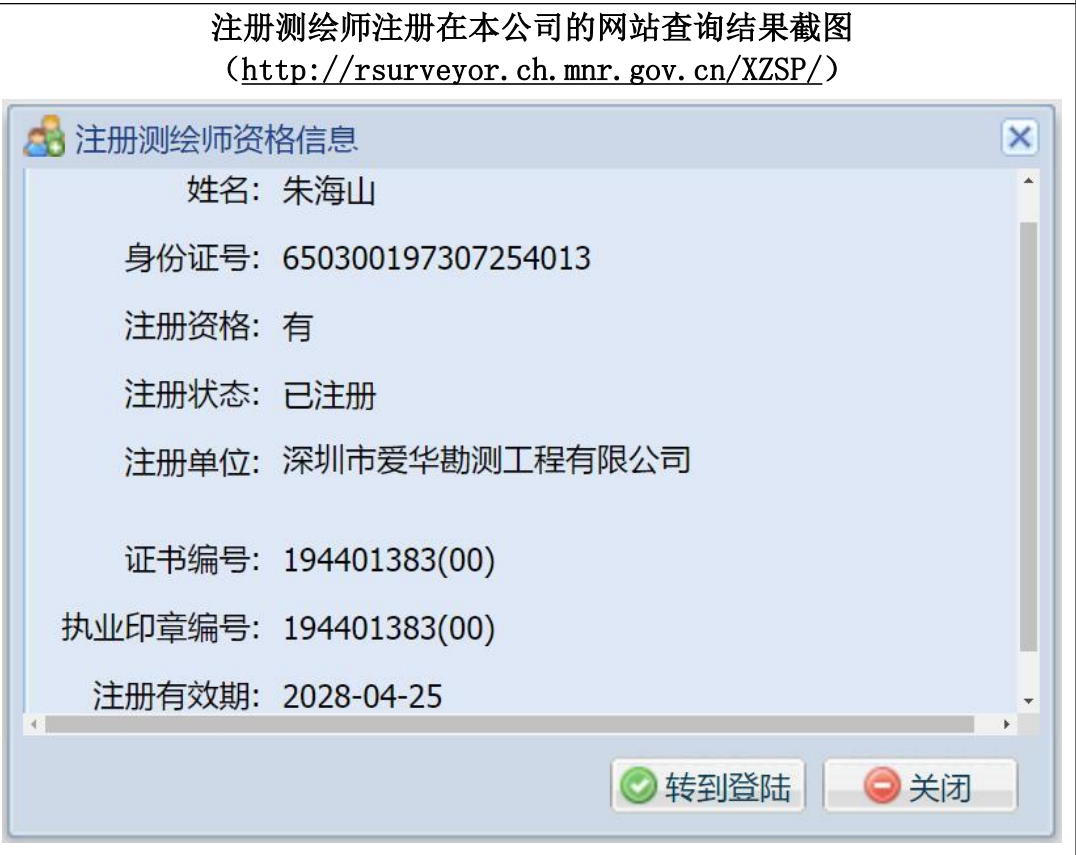 注册测绘师注册在本公司的网站查询结果截图
（http://rsurveyor.ch.mnr.gov.cn/XZSP/）
注册测绘师资格信息
姓名: 朱海山
身份证号: 650300197307254013
注册资格: 有
注册状态: 已注册
注册单位: 深圳市爱华勘测工程有限公司
证书编号: 194401383(00)
执业印章编号: 194401383(00)
注册有效期: 2028-04-25
转到登陆 关闭